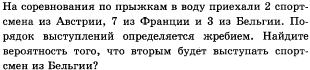 На соревнования по прыжкам в воду приехали 2 спорт-
смена из Австрии, 7 из Франции и 3 из Бельгии. По-
рядок выступлений определяется жребием. Найдите
вероятность того, что вторым будет выступать спорт-
смен из Бельгии?